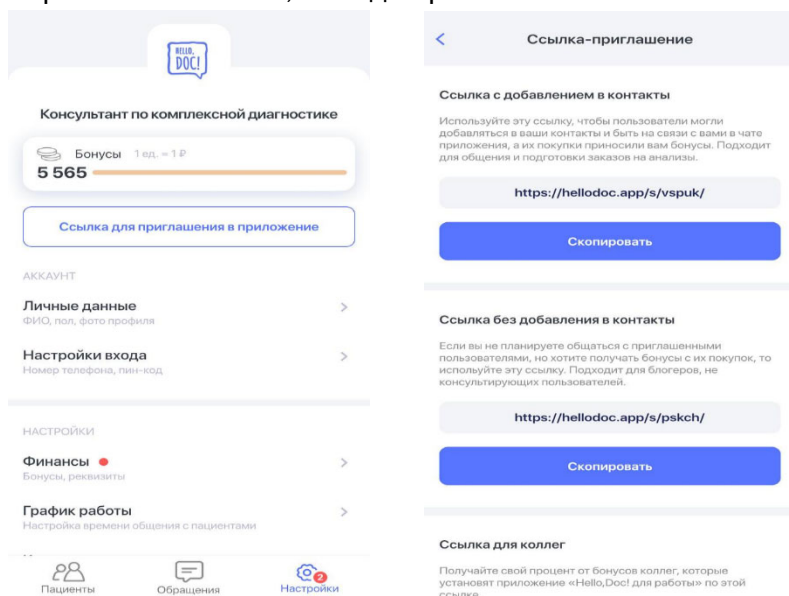 HELLO,
DOC!
Консультант по комплексной диагностике
Бонусы 1 ед. = 1 ₽
5 565
Ссылка для приглашения в приложение
АККАУНТ
Личные данные
ФИО, пол, фото профиля
Настройки входа
Номер телефона, пин-код
НАСТРОЙКИ
Финансы
Бонусы, реквизиты
График работы
Настройка времени общения с пациентами
Пациенты
Обращения
2
Настройки
Ссылка-приглашение
Ссылка с добавлением в контакты
Используйте эту ссылку, чтобы пользователи могли
добавляться в ваши контакты и быть на связи с вами в чате
приложения, а их покупки приносили вам бонусы. Подходит
для общения и подготовки заказов на анализы.
https://hellodoc.app/s/vspuk/
Скопировать
Ссылка без добавления в контакты
Если вы не планируете общаться с приглашенными
пользователями, но хотите получать бонусы с их покупок, то
используйте эту ссылку. Подходит для блогеров, не
консультирующих пользователей.
https://hellodoc.app/s/pskch/
Скопировать
Ссылка для коллег
Получайте свой процент от бонусов коллег, которые
установят приложение «Hello,Doc! для работы» по этой
ссылке